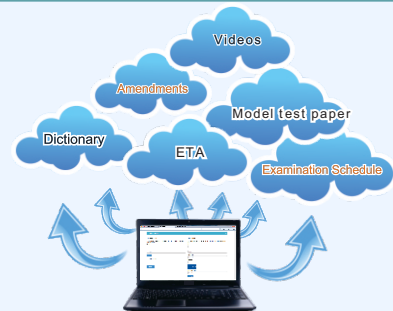 Videos
Amendments
Model test paper
Dictionary
ETA
Examination Schedule